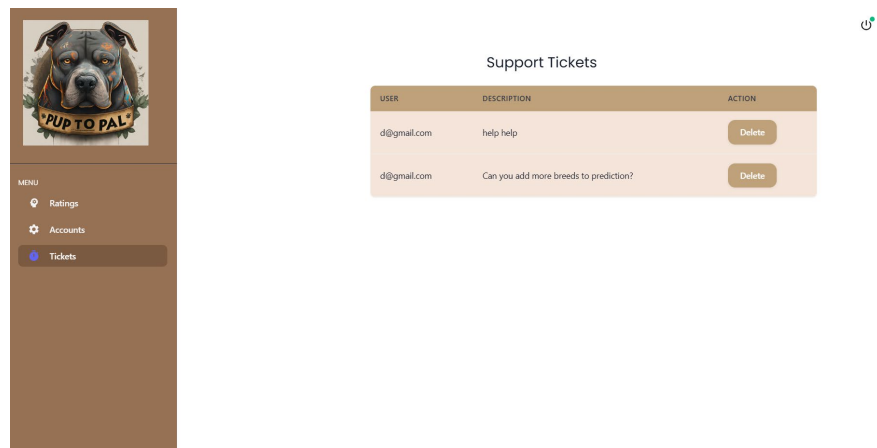 PUP TO PAL
MENU
Ratings
Accounts
Tickets
Support Tickets
USER DESCRIPTION ACTION
d@gmail.com help help Delete
d@gmail.com Can you add more breeds to prediction? Delete